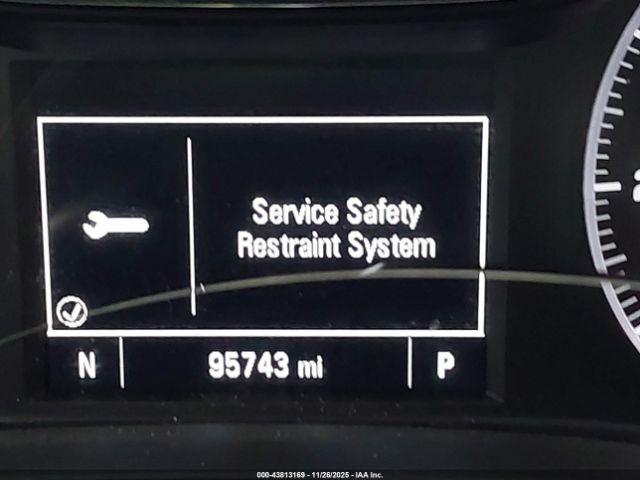 Service Safety
Restraint System
N 95743 mi P
000-43813169 - 11/26/2025 - IAA Inc.